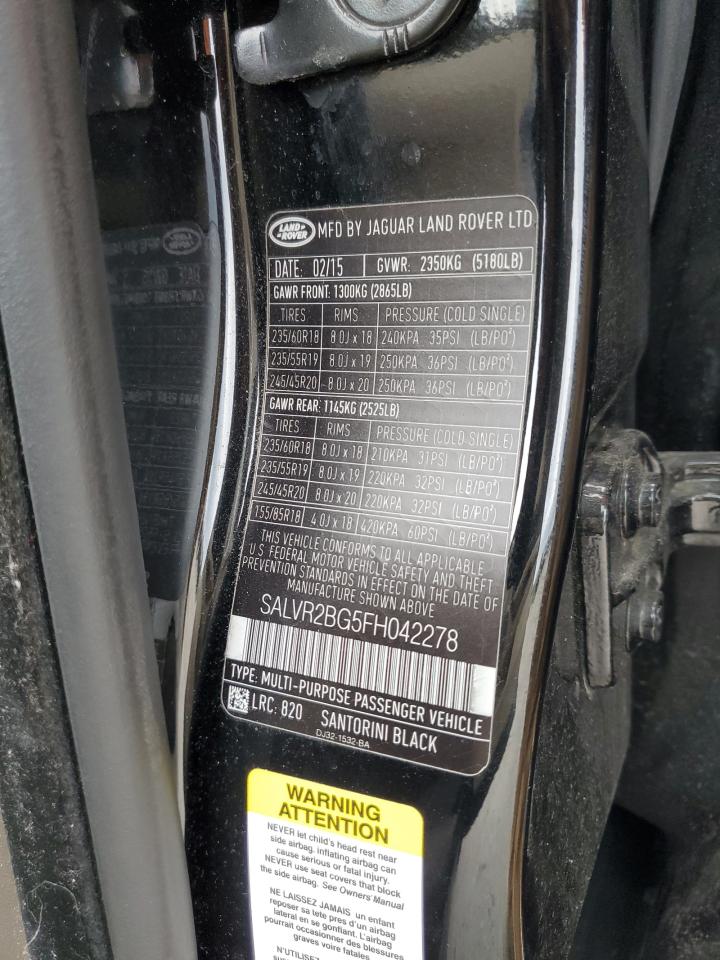 LAND ROVER MFD BY JAGUAR LAND ROVER LTD
DATE: 02/15 GVWR: 2350KG (5180LB)
GAWR FRONT: 1300KG (2865LB)
TIRES RIMS PRESSURE (COLD SINGLE)
235/60R18 8.0J x 18 240KPA 35PSI (LB/PO²)
235/55R19 8.0J x 19 250KPA 36PSI (LB/PO²)
245/45R20 8.0J x 20 250KPA 36PSI (LB/PO²)
GAWR REAR: 1145KG (2525LB)
TIRES RIMS PRESSURE (COLD SINGLE)
235/60R18 8.0J x 18 210KPA 31PSI (LB/PO²)
235/55R19 8.0J x 19 220KPA 32PSI (LB/PO²)
245/45R20 8.0J x 20 220KPA 32PSI (LB/PO²)
155/85R18 4.0J x 18 420KPA 60PSI (LB/PO²)
THIS VEHICLE CONFORMS TO ALL APPLICABLE
U S FEDERAL MOTOR VEHICLE SAFETY AND THEFT
PREVENTION STANDARDS IN EFFECT ON THE DATE OF
MANUFACTURE SHOWN ABOVE
SALVR2BG5FH042278
TYPE: MULTI-PURPOSE PASSENGER VEHICLE
LRC: 820 SANTORINI BLACK
DJ32-1532-BA
WARNING
ATTENTION
NEVER let child's head rest near
side airbag. inflating airbag can
cause serious or fatal injury.
NEVER use seat covers that block
the side airbag. See Owners' Manual
NE LAISSEZ JAMAIS un enfant
reposer sa tete pres d'un airbag
lateral en se gonflant. L'airbag
pourrait occasionner des blessures
graves voire fatales
N'UTILISEZ